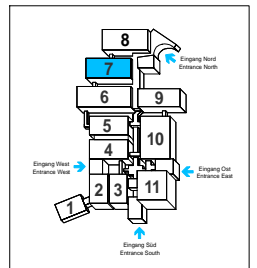 8
Eingang Nord
Entrance North
7
6
9
5
10
4
Eingang West
Entrance West
Eingang Ost
Entrance East
2
3
11
1
Eingang Süd
Entrance South